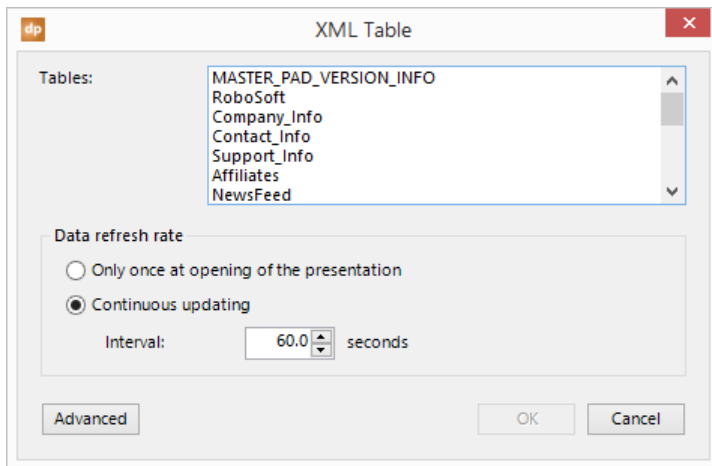 dp
XML Table
Tables:
MASTER_PAD_VERSION_INFO
RoboSoft
Company_Info
Contact_Info
Support_Info
Affiliates
NewsFeed
Data refresh rate
Only once at opening of the presentation
Continuous updating
Interval: 60.0 seconds
Advanced OK Cancel